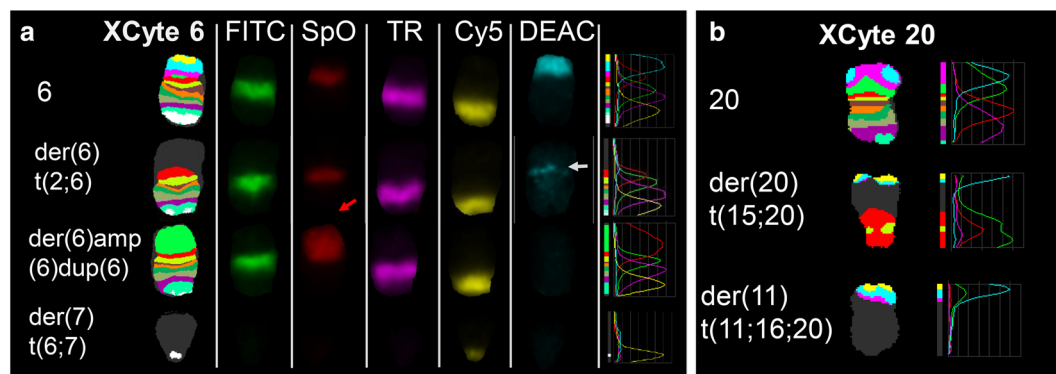 a XCyte 6 FITC SpO TR Cy5 DEAC
6
der(6)
t(2;6)
der(6)amp
(6)dup(6)
der(7)
t(6;7)
b XCyte 20
20
der(20)
t(15;20)
der(11)
t(11;16;20)